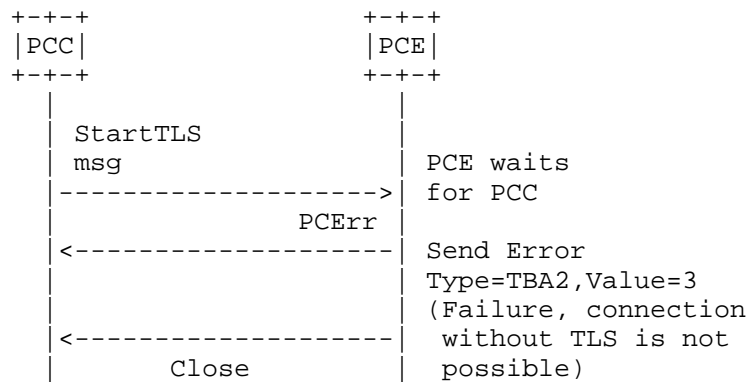 +-+-+                 +-+-+
|PCC|                 |PCE|
+-+-+                 +-+-+
  |                     |
  | StartTLS            |
  | msg                 | PCE waits
  |-------------------->| for PCC
  |               PCErr |
  |<--------------------| Send Error
  |                     | Type=TBA2,Value=3
  |                     | (Failure, connection
  |<--------------------|  without TLS is not
  |       Close         |  possible)